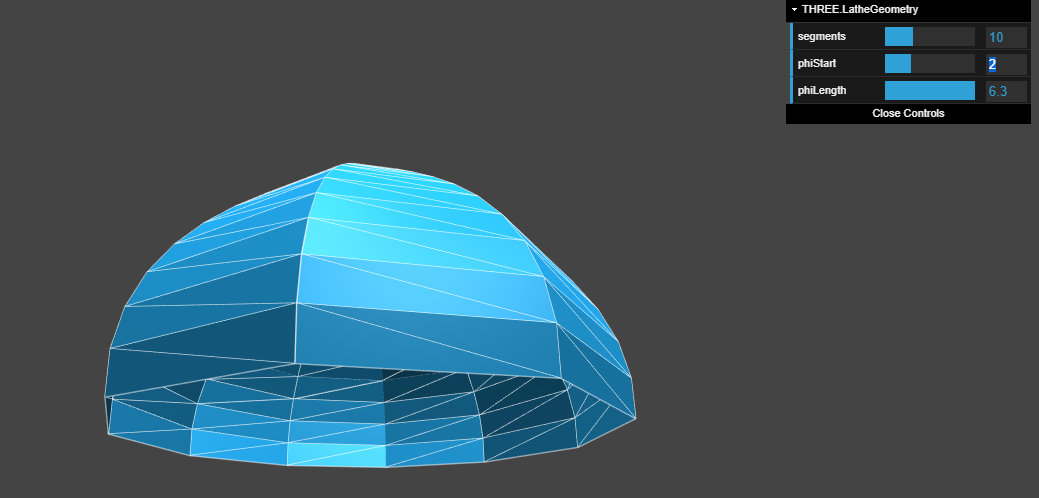 THREE.LatheGeometry
segments 10
phiStart 2
phiLength 6.3
Close Controls